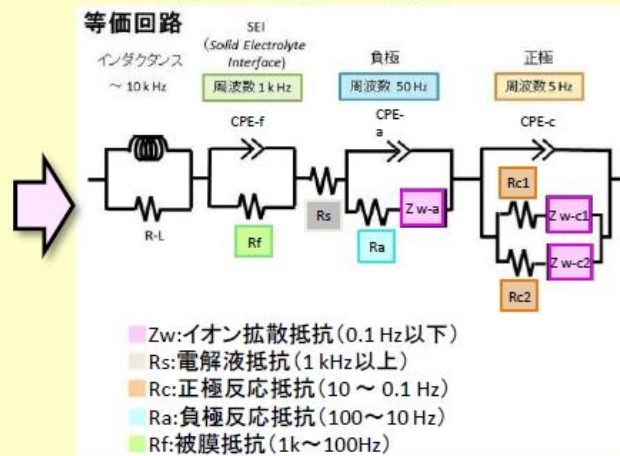 等価回路
SEI
(Solid Electrolyte
Interface)
インダクタンス
負極
正極
～ 10 k Hz
周波数 1 k Hz
周波数 50 Hz
周波数 5 Hz
CPE-f
CPE-
a
CPE-c
R-L
Rf
Rs
Ra
Z w-a
Rc1
Z w-c1
Z w-c2
Rc2
Zw:イオン拡散抵抗(0.1 Hz以下)
Rs:電解液抵抗(1 kHz以上)
Rc:正極反応抵抗(10 ～ 0.1 Hz)
Ra:負極反応抵抗(100～10 Hz)
Rf:被膜抵抗(1k～100Hz)